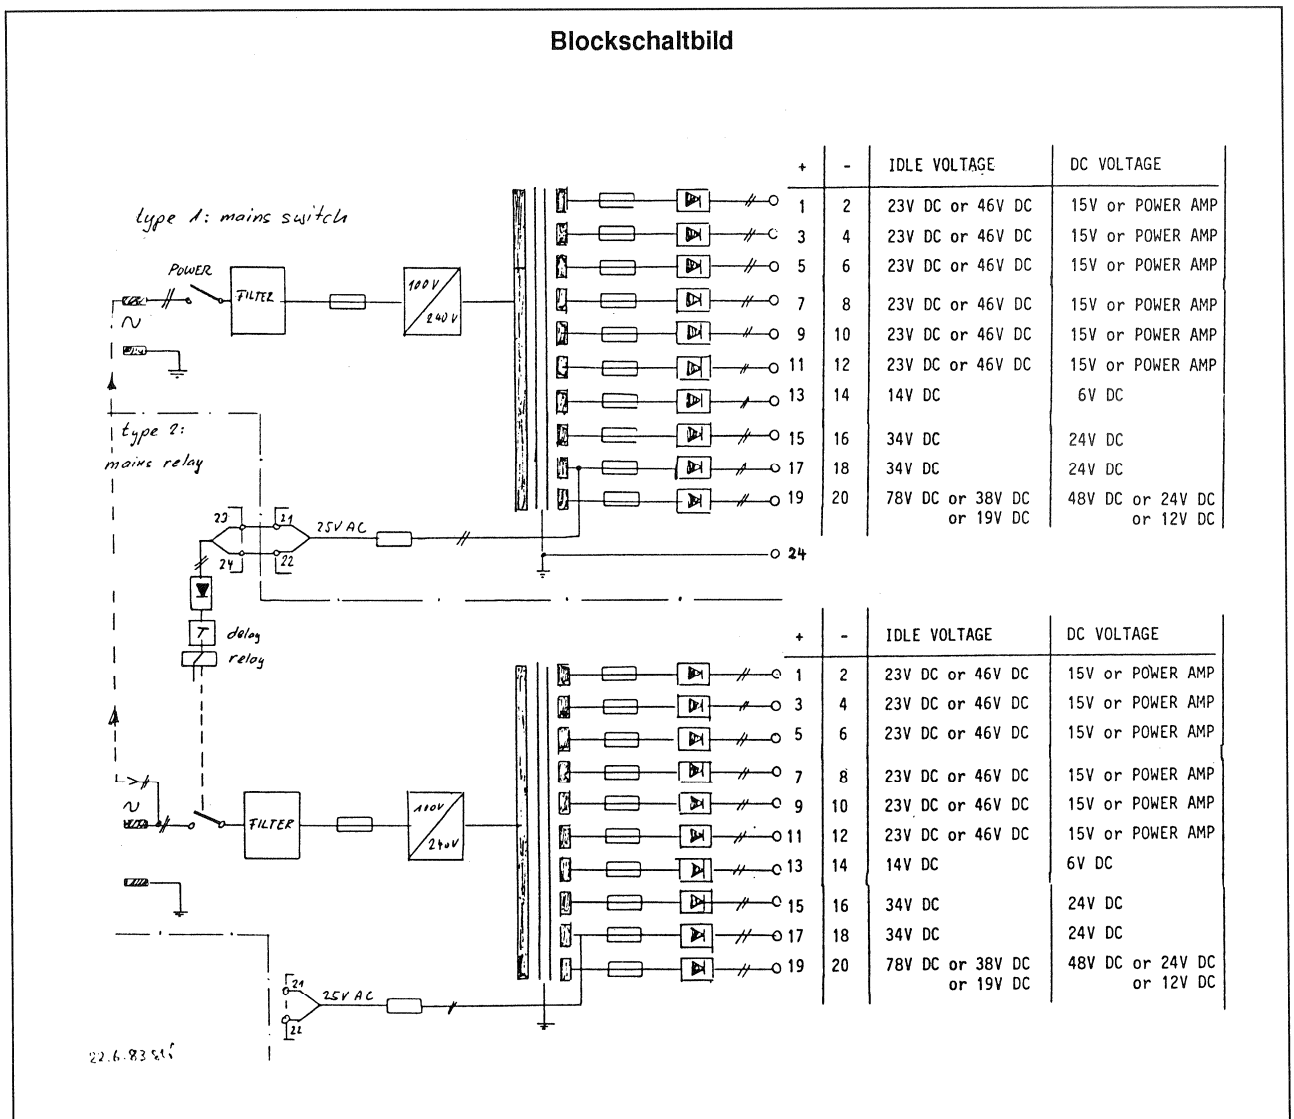 Blockschaltbild
+ - IDLE VOLTAGE DC VOLTAGE
1 2 23V DC or 46V DC 15V or POWER AMP
3 4 23V DC or 46V DC 15V or POWER AMP
5 6 23V DC or 46V DC 15V or POWER AMP
7 8 23V DC or 46V DC 15V or POWER AMP
9 10 23V DC or 46V DC 15V or POWER AMP
11 12 23V DC or 46V DC 15V or POWER AMP
13 14 14V DC 6V DC
15 16 34V DC 24V DC
17 18 34V DC 24V DC
19 20 78V DC or 38V DC 48V DC or 24V DC
or 19V DC or 12V DC
24
type 1: mains switch
POWER
FILTER
100V
240V
~
type 2:
mains relay
23 21
25V AC
24 22
T delay
relay
+ - IDLE VOLTAGE DC VOLTAGE
1 2 23V DC or 46V DC 15V or POWER AMP
3 4 23V DC or 46V DC 15V or POWER AMP
5 6 23V DC or 46V DC 15V or POWER AMP
7 8 23V DC or 46V DC 15V or POWER AMP
9 10 23V DC or 46V DC 15V or POWER AMP
11 12 23V DC or 46V DC 15V or POWER AMP
13 14 14V DC 6V DC
15 16 34V DC 24V DC
17 18 34V DC 24V DC
19 20 78V DC or 38V DC 48V DC or 24V DC
or 19V DC or 12V DC
~
FILTER
100V
240V
21
25V AC
22
22.6.83